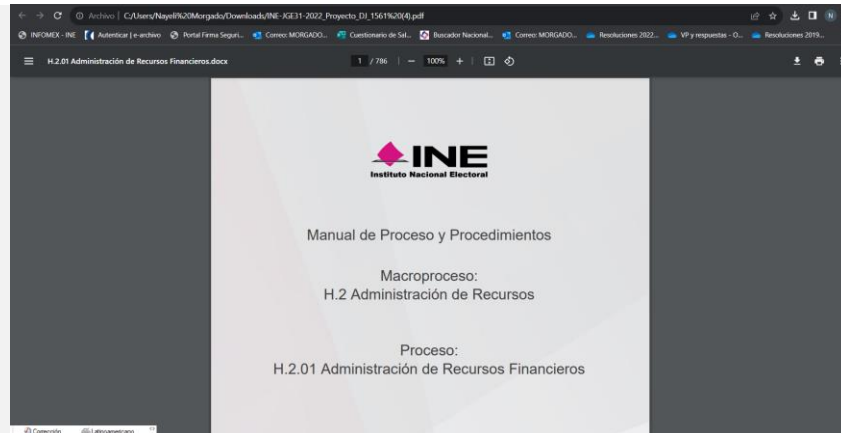 Archivo | C:/Users/Nayeli%20Morgado/Downloads/INE-JGE31-2022_Proyecto_DJ_1561%20(4).pdf
INFOMEX - INE Autenticar | e-archivo Portal Firma Seguri... Correo: MORGADO... Cuestionario de Sal... Buscador Nacional... Correo: MORGADO... Resoluciones 2022... VP y respuestas - O... Resoluciones 2019...
H.2.01 Administración de Recursos Financieros.docx 1 / 786 | − 100% +
INE
Instituto Nacional Electoral
Manual de Proceso y Procedimientos
Macroproceso:
H.2 Administración de Recursos
Proceso:
H.2.01 Administración de Recursos Financieros
Corrección Latinoamericano